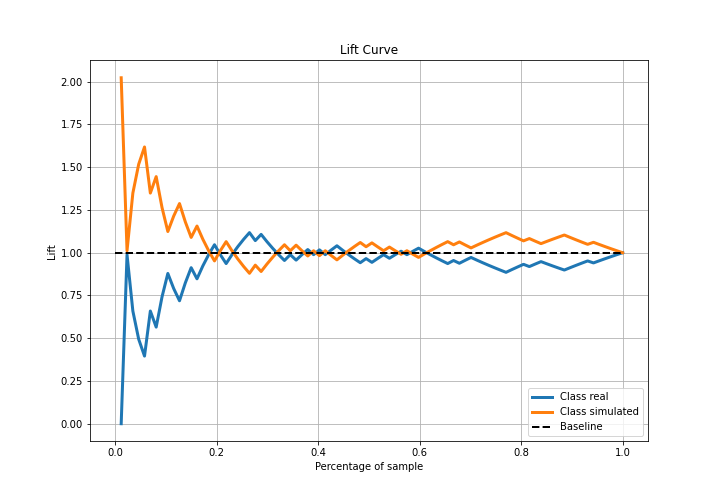 Lift Curve
2.00
1.75
1.50
1.25
1.00
0.75
0.50
0.25
0.00
Lift
0.0 0.2 0.4 0.6 0.8 1.0
Percentage of sample
Class real
Class simulated
Baseline